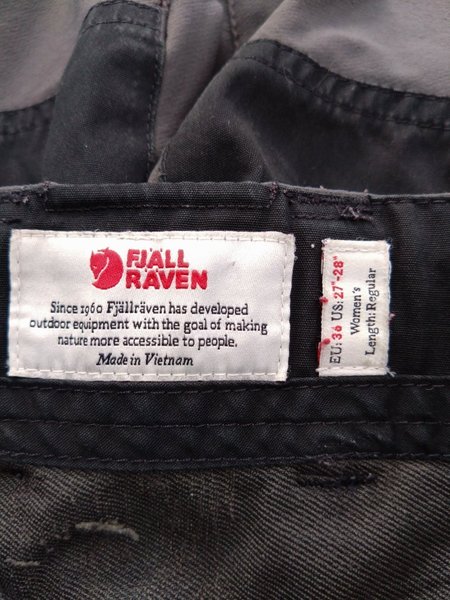 FJÄLL
RÄVEN
Since 1960 Fjällräven has developed
outdoor equipment with the goal of making
nature more accessible to people.
Made in Vietnam
EU: 36 US: 27"-28"
Women's
Length: Regular